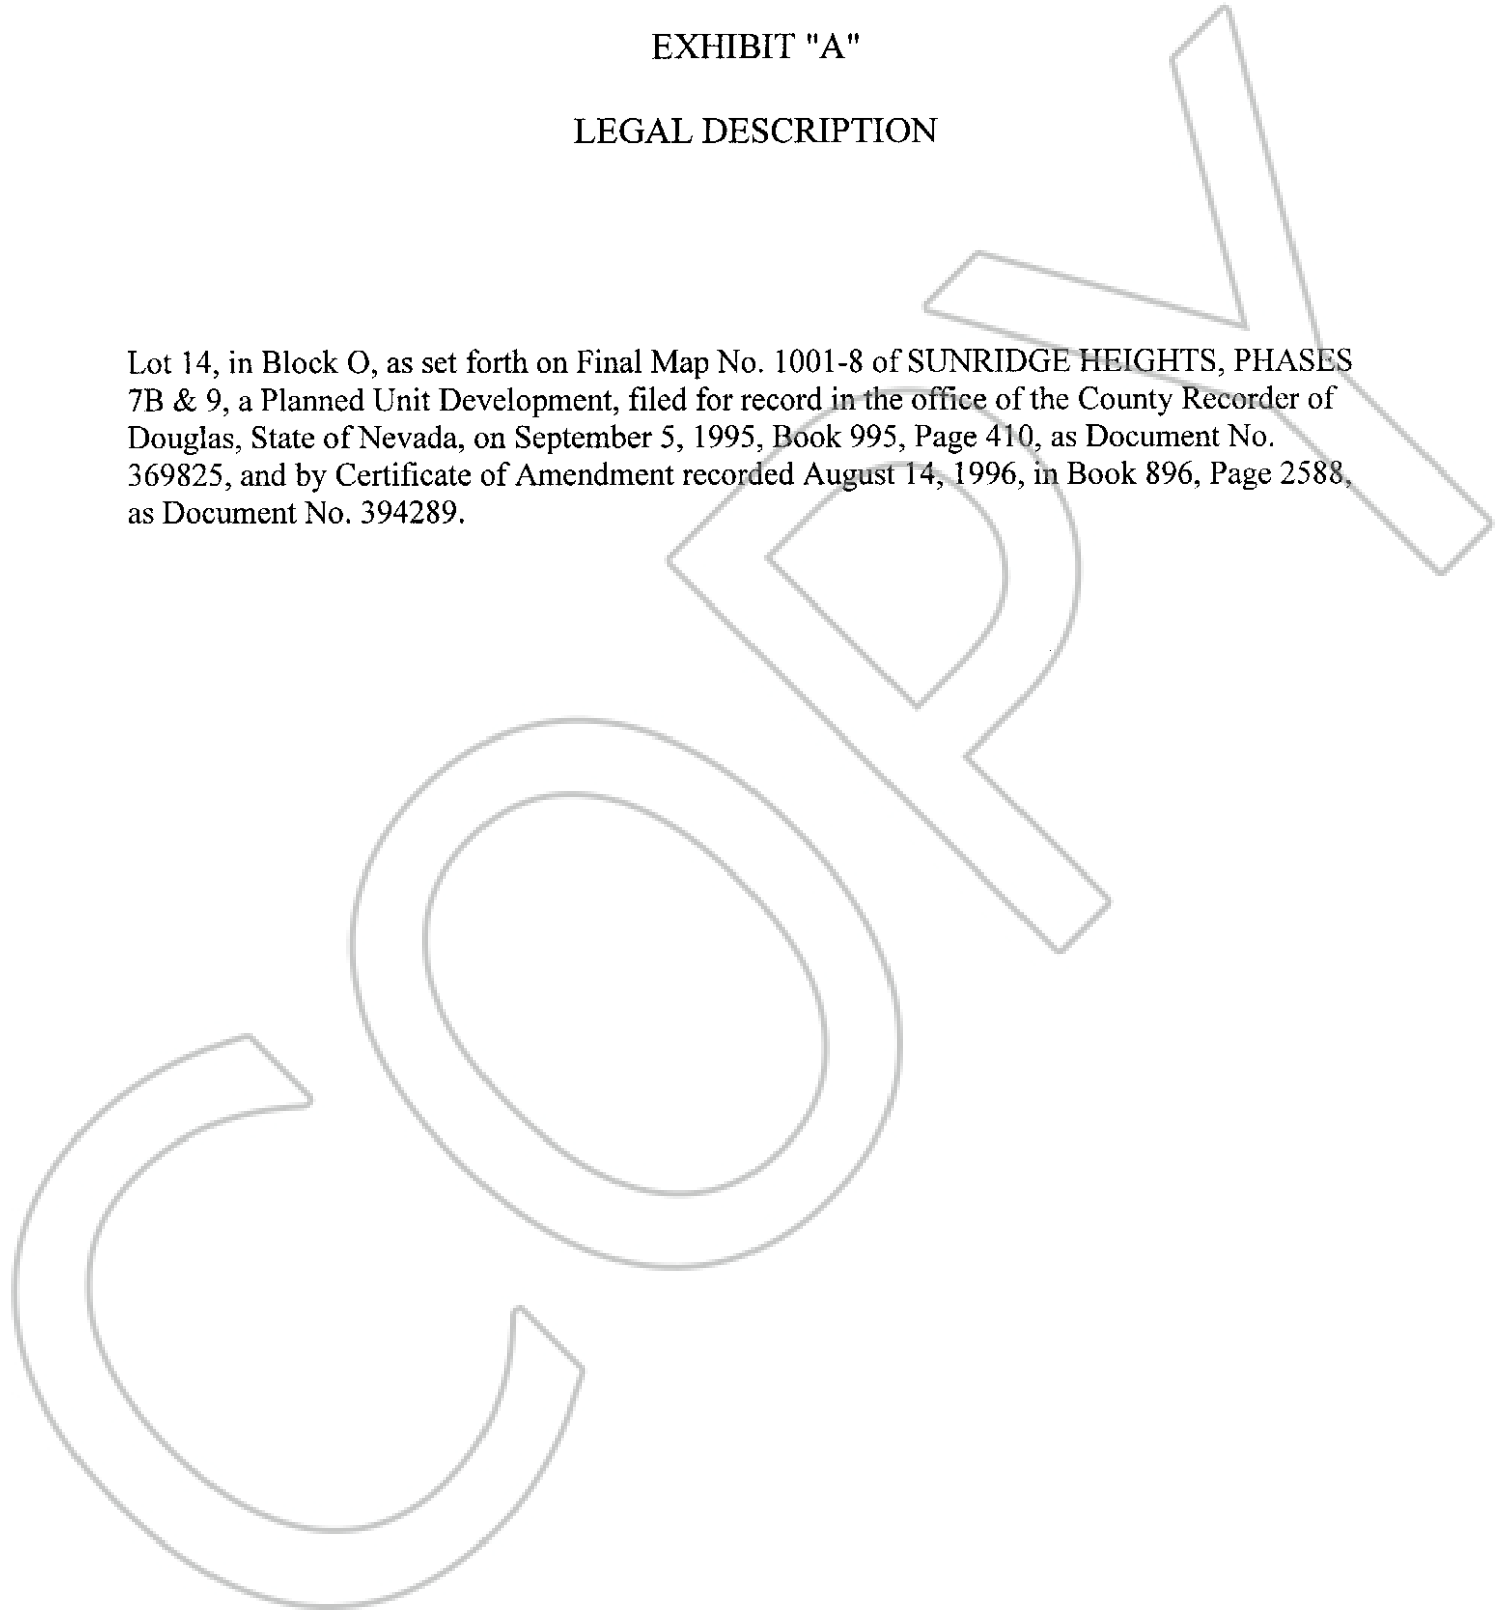 EXHIBIT "A"
LEGAL DESCRIPTION
Lot 14, in Block O, as set forth on Final Map No. 1001-8 of SUNRIDGE HEIGHTS, PHASES
7B & 9, a Planned Unit Development, filed for record in the office of the County Recorder of
Douglas, State of Nevada, on September 5, 1995, Book 995, Page 410, as Document No.
369825, and by Certificate of Amendment recorded August 14, 1996, in Book 896, Page 2588,
as Document No. 394289.
COPY